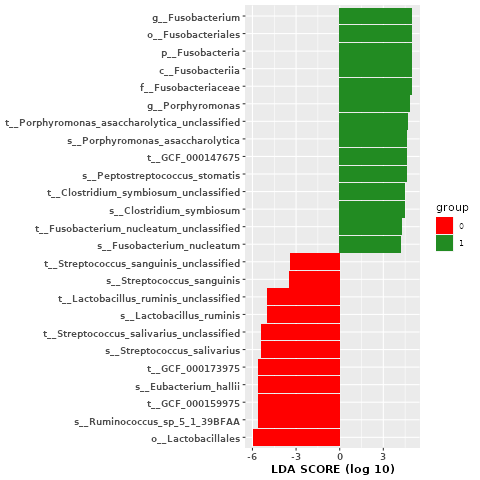 g__Fusobacterium
o__Fusobacteriales
p__Fusobacteria
c__Fusobacteriia
f__Fusobacteriaceae
g__Porphyromonas
t__Porphyromonas_asaccharolytica_unclassified
s__Porphyromonas_asaccharolytica
t__GCF_000147675
s__Peptostreptococcus_stomatis
t__Clostridium_symbiosum_unclassified
s__Clostridium_symbiosum
t__Fusobacterium_nucleatum_unclassified
s__Fusobacterium_nucleatum
t__Streptococcus_sanguinis_unclassified
s__Streptococcus_sanguinis
t__Lactobacillus_ruminis_unclassified
s__Lactobacillus_ruminis
t__Streptococcus_salivarius_unclassified
s__Streptococcus_salivarius
t__GCF_000173975
s__Eubacterium_hallii
t__GCF_000159975
s__Ruminococcus_sp_5_1_39BFAA
o__Lactobacillales
-6 -3 0 3
LDA SCORE (log 10)
group
0
1